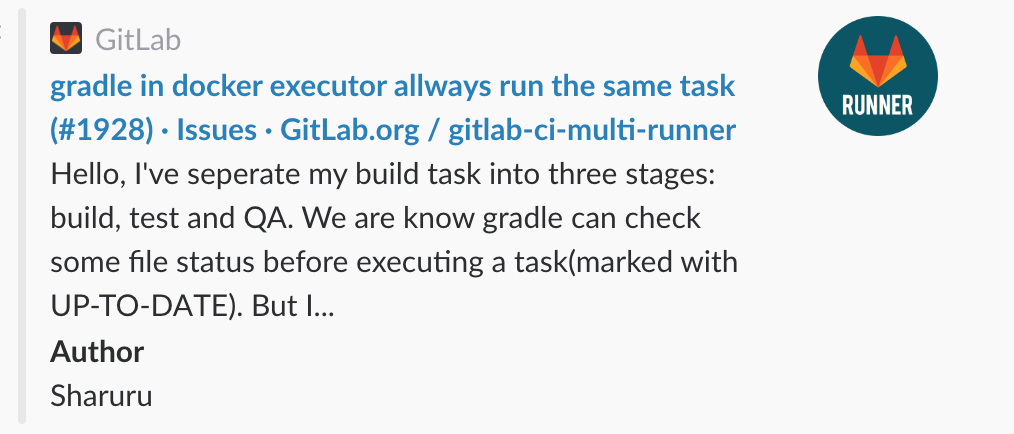 GitLab
gradle in docker executor allways run the same task
(#1928) · Issues · GitLab.org / gitlab-ci-multi-runner
Hello, I've seperate my build task into three stages:
build, test and QA. We are know gradle can check
some file status before executing a task(marked with
UP-TO-DATE). But I...
Author
Sharuru
RUNNER